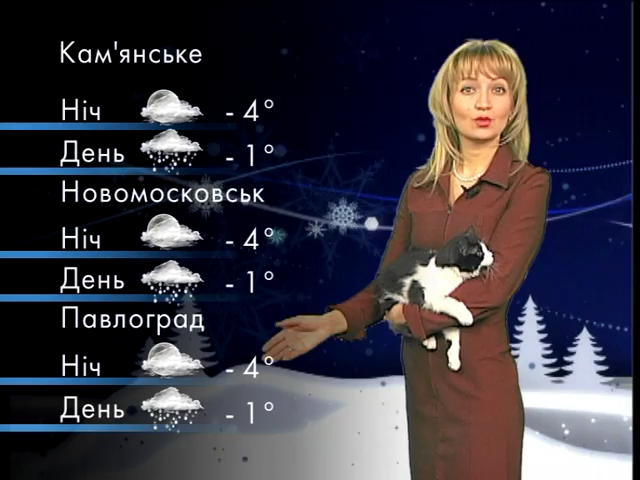 Кам'янське
Ніч - 4°
День - 1°
Новомосковськ
Ніч - 4°
День - 1°
Павлоград
Ніч - 4°
День - 1°